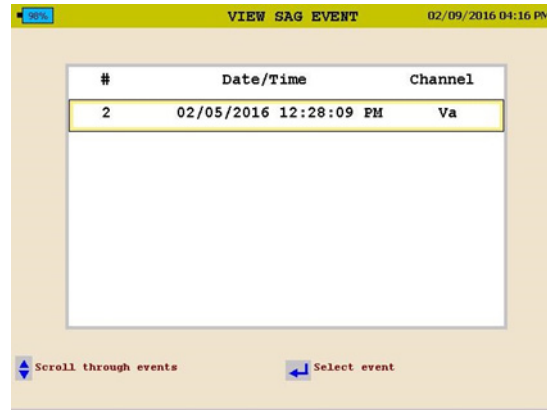 98% VIEW SAG EVENT 02/09/2016 04:16 PM
# Date/Time Channel
2 02/05/2016 12:28:09 PM Va
Scroll through events Select event